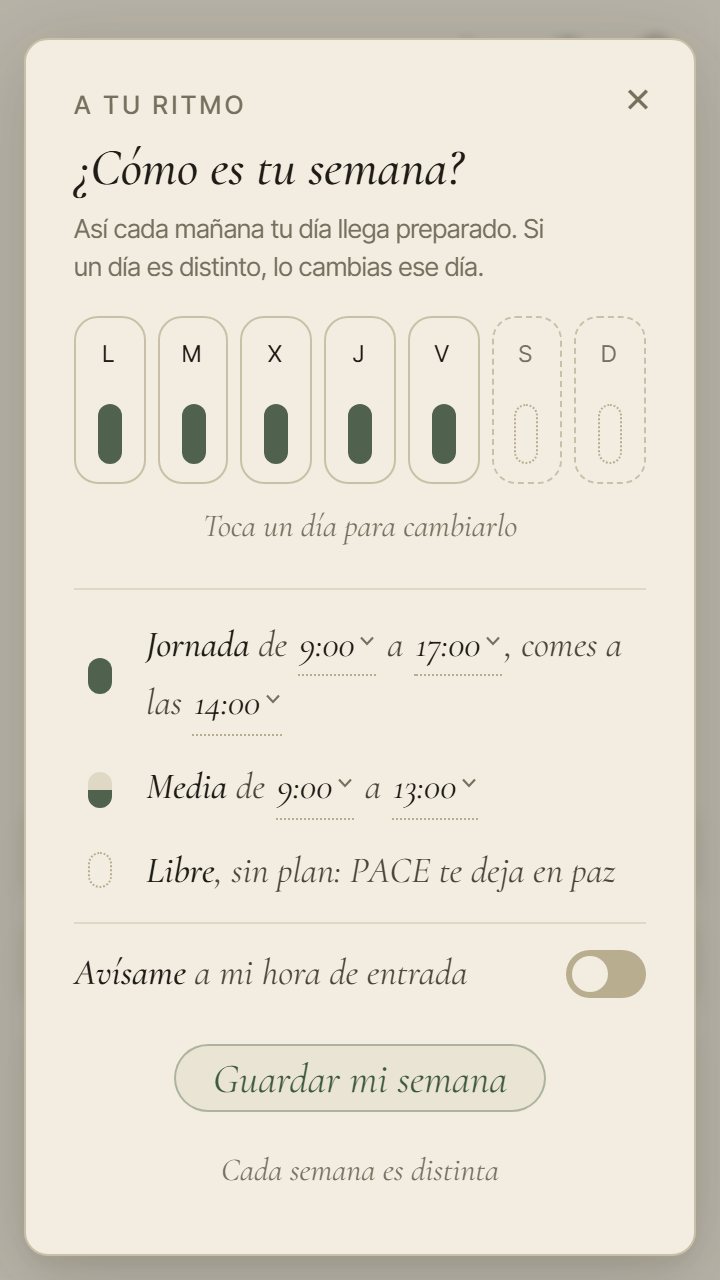 A TU RITMO
¿Cómo es tu semana?
Así cada mañana tu día llega preparado. Si
un día es distinto, lo cambias ese día.
L M X J V S D
Toca un día para cambiarlo
Jornada de 9:00 a 17:00, comes a
las 14:00
Media de 9:00 a 13:00
Libre, sin plan: PACE te deja en paz
Avísame a mi hora de entrada
Guardar mi semana
Cada semana es distinta